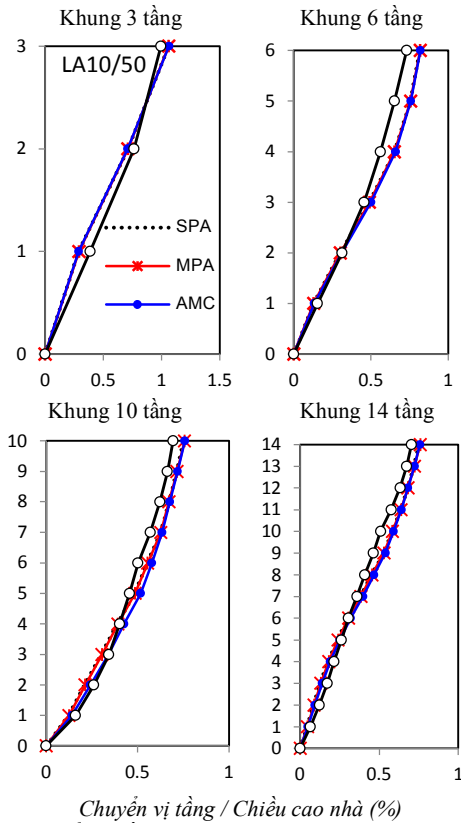 Khung 3 tầng
Khung 6 tầng
3
2
1
0
LA10/50
SPA
MPA
AMC
0 0.5 1 1.5
6
5
4
3
2
1
0
0 0.5 1
Khung 10 tầng
Khung 14 tầng
10
9
8
7
6
5
4
3
2
1
0
0 0.5 1
14
13
12
11
10
9
8
7
6
5
4
3
2
1
0
0 0.5 1
Chuyển vị tầng / Chiều cao nhà (%)